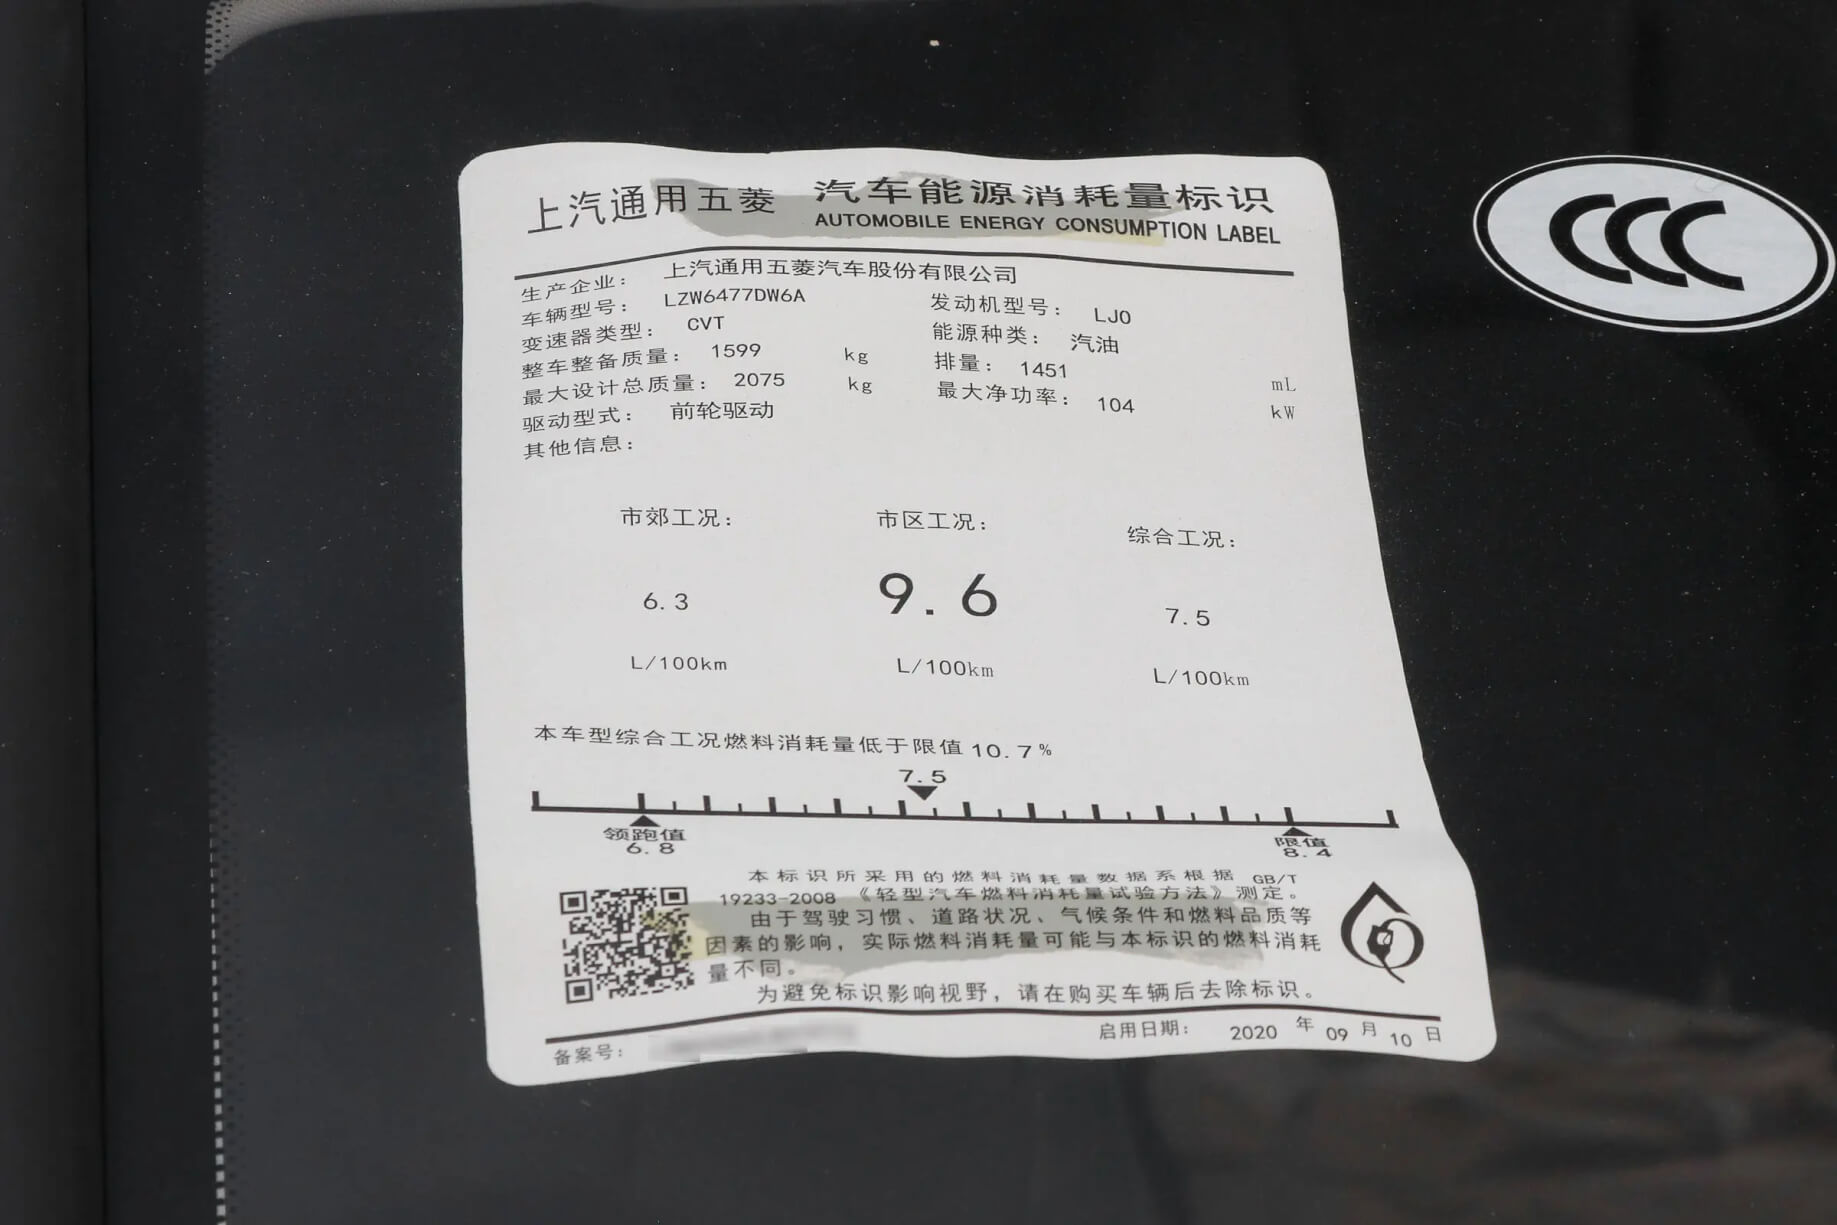 上汽通用五菱 汽车能源消耗量标识
AUTOMOBILE ENERGY CONSUMPTION LABEL
生产企业: 上汽通用五菱汽车股份有限公司
车辆型号: LZW6477DW6A 发动机型号: LJO
变速器类型: CVT 能源种类: 汽油
整车整备质量: 1599 kg 排量: 1451 mL
最大设计总质量: 2075 kg 最大净功率: 104 kW
驱动型式: 前轮驱动
其他信息:
市郊工况: 市区工况: 综合工况:
6.3 9.6 7.5
L/100km L/100km L/100km
本车型综合工况燃料消耗量低于限值10.7%
7.5
领跑值 限值
6.8 8.4
本标识所采用的燃料消耗量数据系根据 GB/T
19233-2008《轻型汽车燃料消耗量试验方法》测定。
由于驾驶习惯、道路状况、气候条件和燃料品质等
因素的影响，实际燃料消耗量可能与本标识的燃料消耗
量不同。
为避免标识影响视野，请在购买车辆后去除标识。
备案号: 启用日期: 2020 年 09 月 10 日
CCC